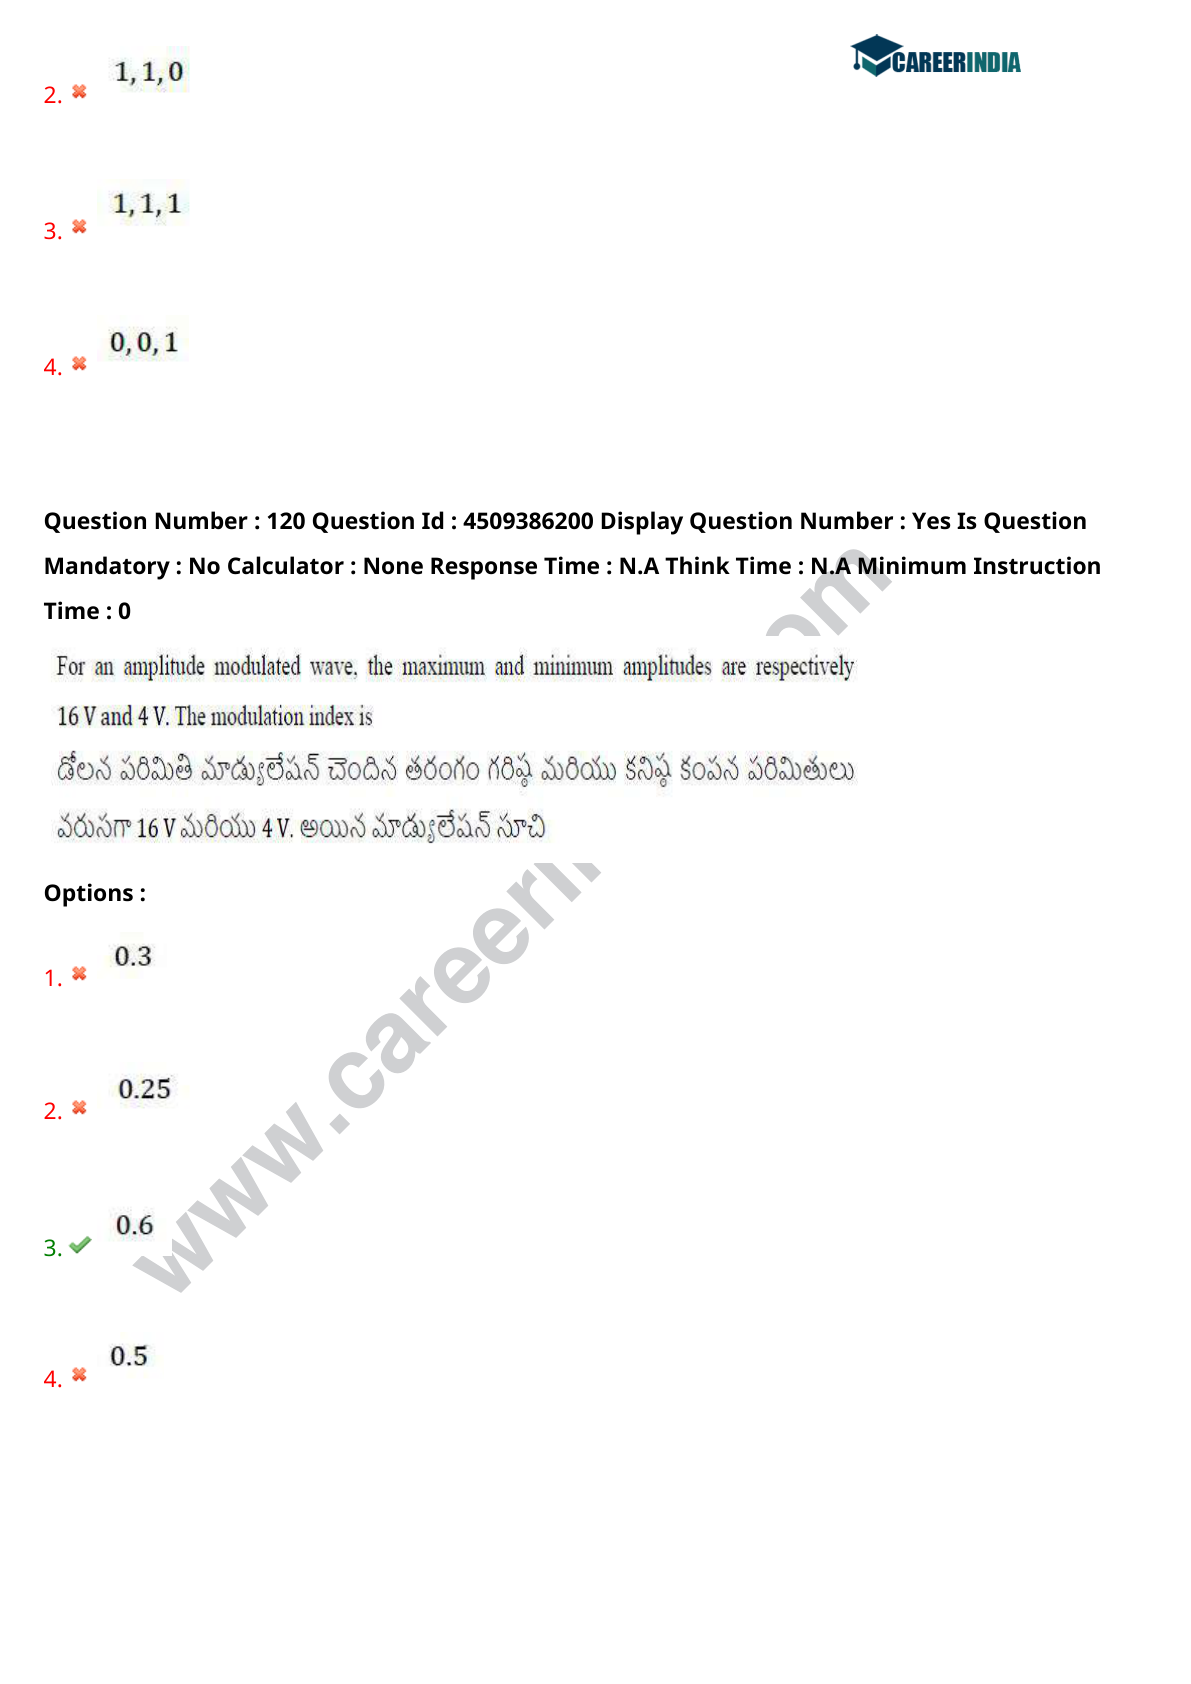 CAREERINDIA
1, 1, 0
2.
1, 1, 1
3.
0, 0, 1
4.
Question Number : 120 Question Id : 4509386200 Display Question Number : Yes Is Question
Mandatory : No Calculator : None Response Time : N.A Think Time : N.A Minimum Instruction
Time : 0
For an amplitude modulated wave, the maximum and minimum amplitudes are respectively
16 V and 4 V. The modulation index is
డోలన పరిమితి మాడ్యులేషన్ చెందిన తరంగం గరిష్ఠ మరియు కనిష్ఠ కంపన పరిమితులు
వరుసగా 16 V మరియు 4 V. అయిన మాడ్యులేషన్ సూచి
Options :
0.3
1.
0.25
2.
0.6
3.
0.5
4.
www.careeri
om